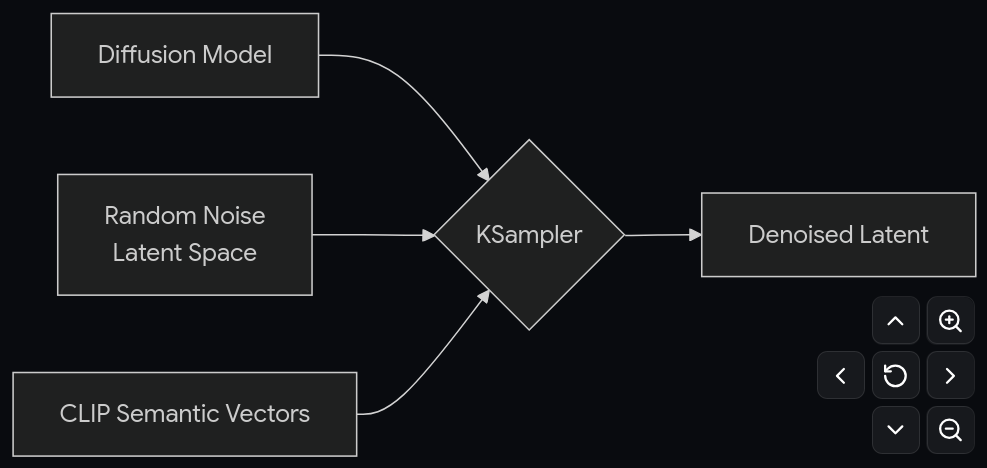 Diffusion Model
Random Noise
Latent Space
KSampler
Denoised Latent
CLIP Semantic Vectors